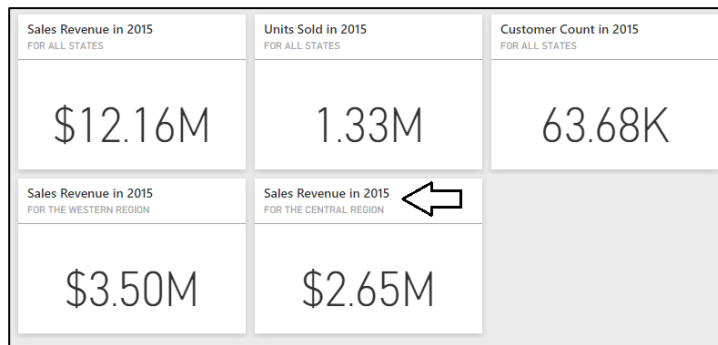 Sales Revenue in 2015
FOR ALL STATES
$12.16M
Units Sold in 2015
FOR ALL STATES
1.33M
Customer Count in 2015
FOR ALL STATES
63.68K
Sales Revenue in 2015
FOR THE WESTERN REGION
$3.50M
Sales Revenue in 2015
FOR THE CENTRAL REGION
$2.65M